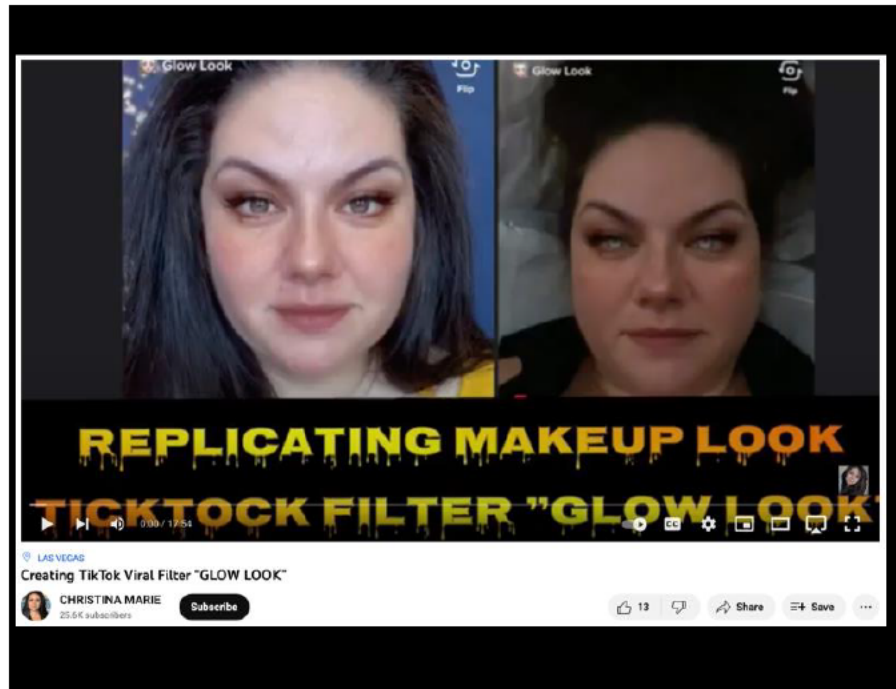 Glow Look
Flip
Glow Look
Flip
REPLICATING MAKEUP LOOK
TICKTOCK FILTER "GLOW LOOK"
0:00 / 17:54
CC
LAS VEGAS
Creating TikTok Viral Filter "GLOW LOOK"
CHRISTINA MARIE
25.6K subscribers
Subscribe
13
Share
Save